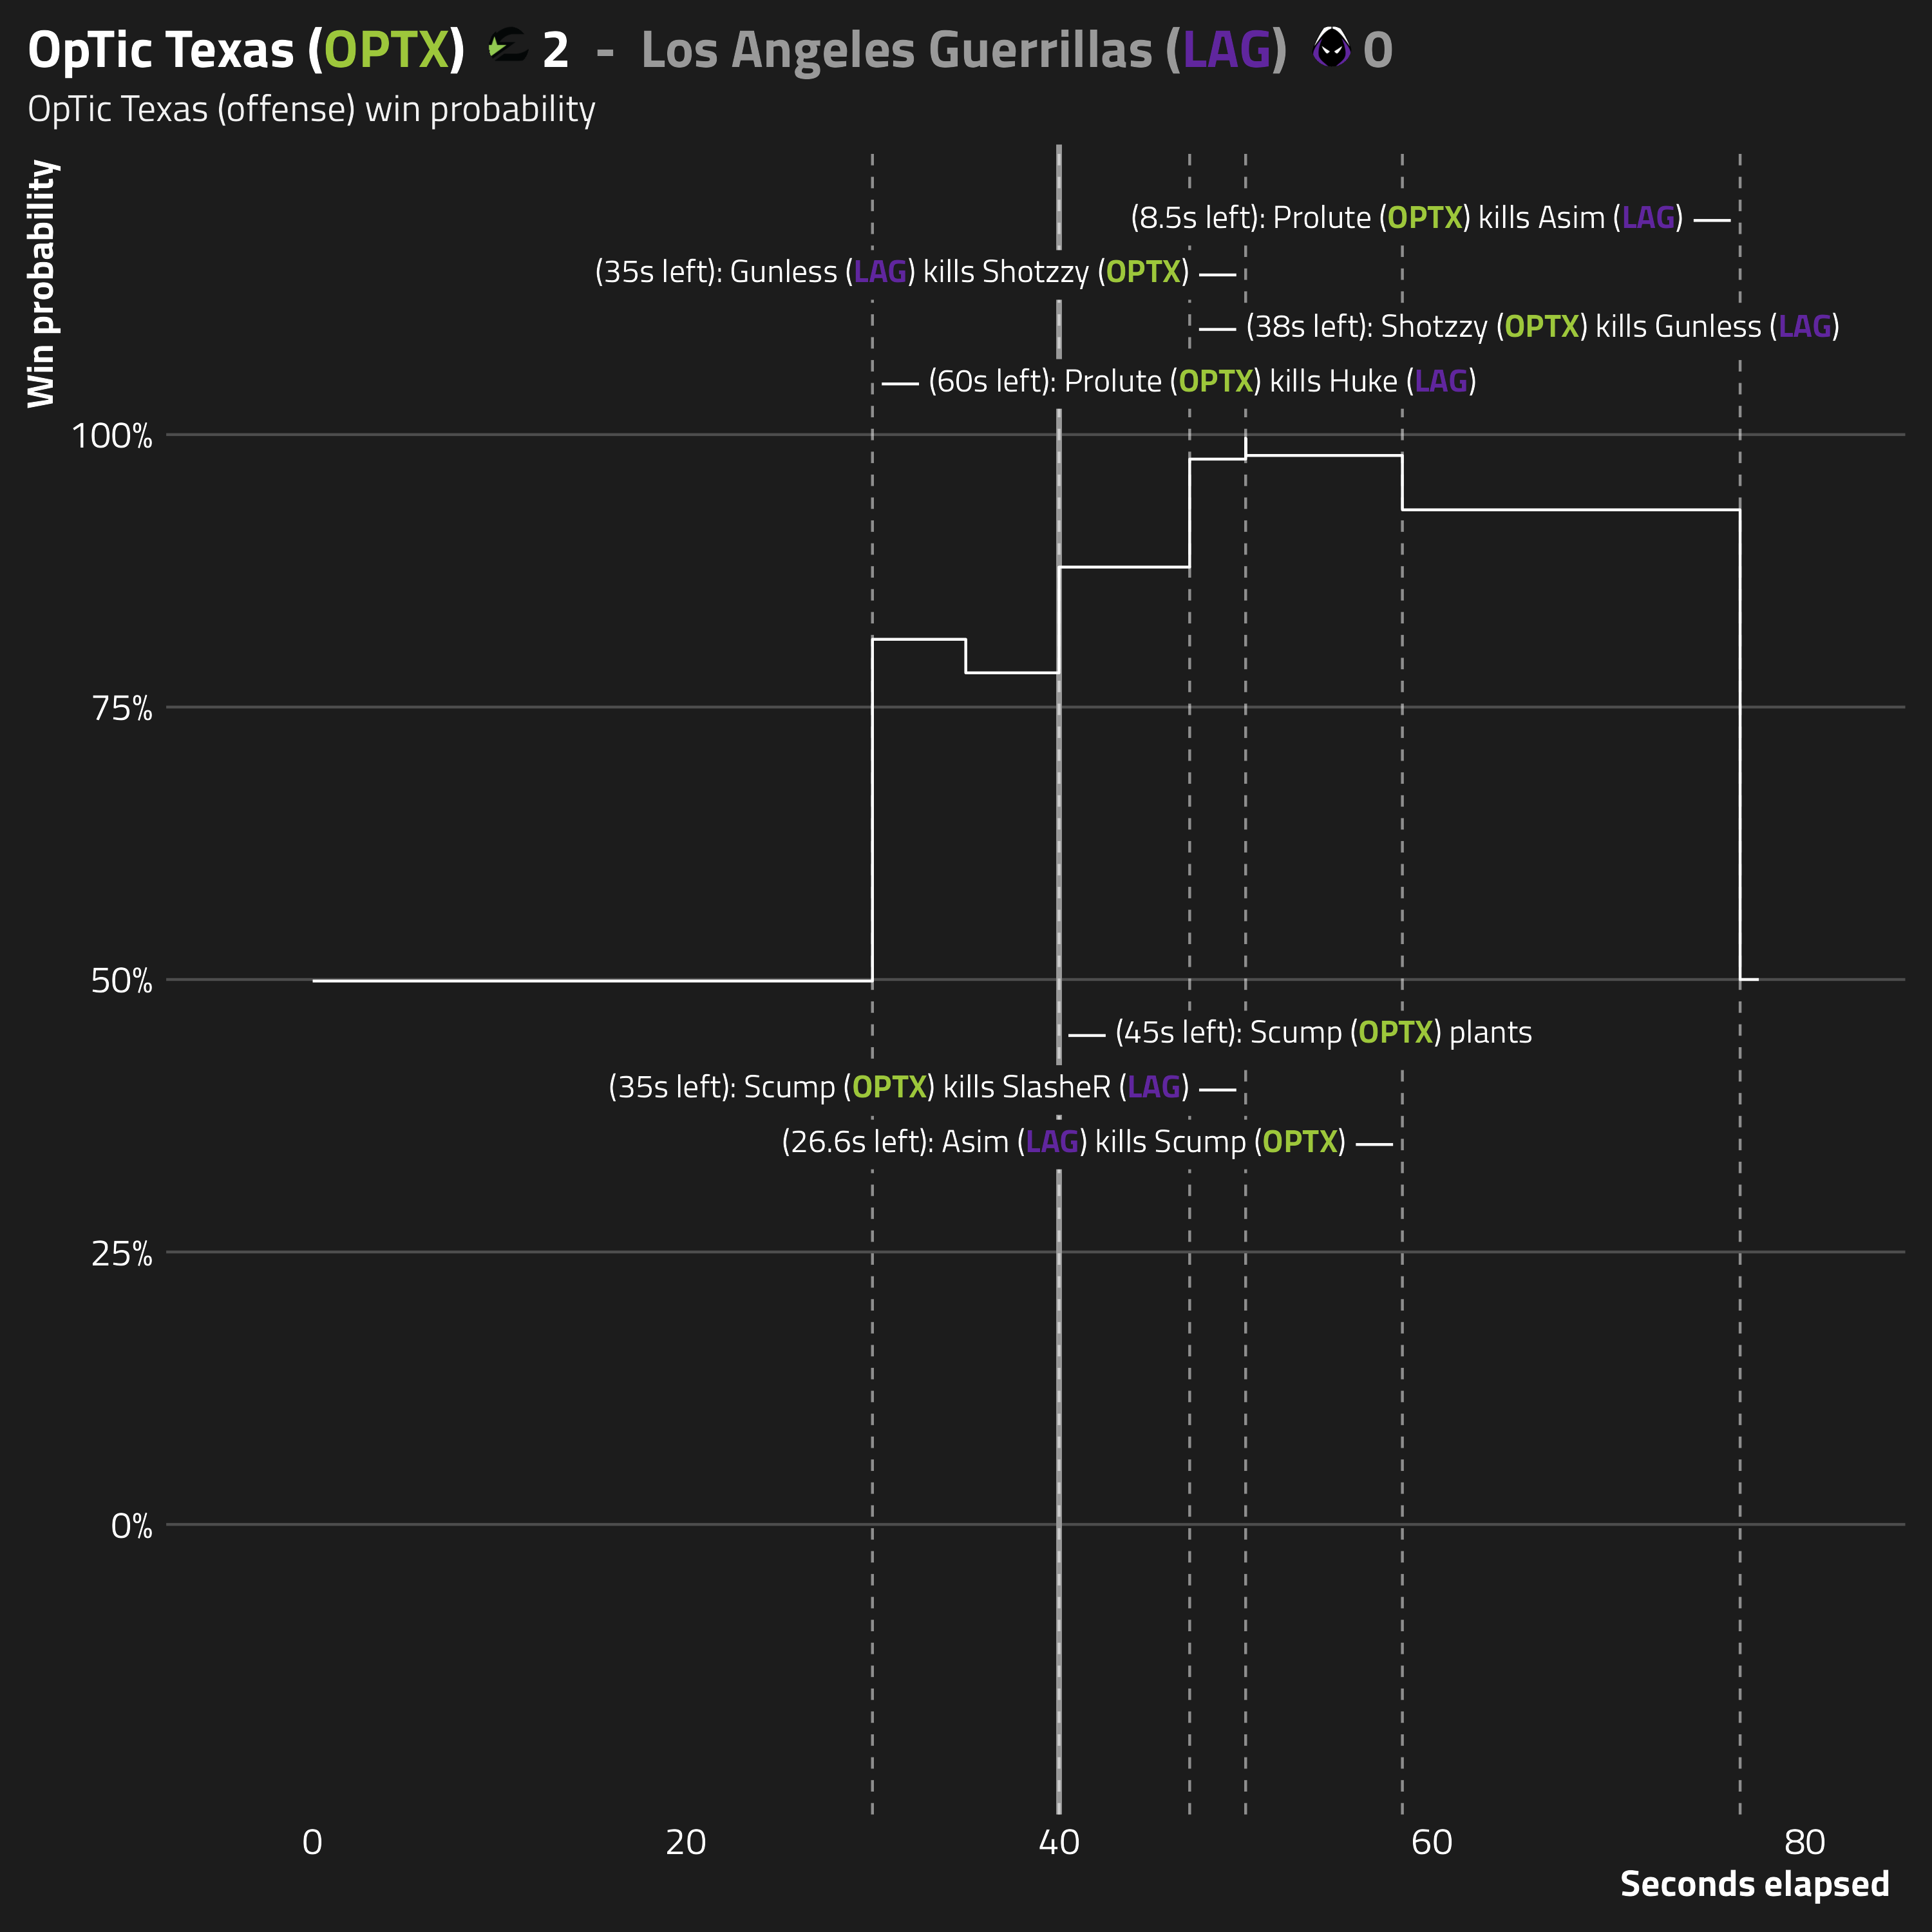 OpTic Texas (OPTX) 2 - Los Angeles Guerrillas (LAG) 0
OpTic Texas (offense) win probability
Win probability
(8.5s left): Prolute (OPTX) kills Asim (LAG)
(35s left): Gunless (LAG) kills Shotzzy (OPTX)
(38s left): Shotzzy (OPTX) kills Gunless (LAG)
(60s left): Prolute (OPTX) kills Huke (LAG)
100%
75%
50%
(45s left): Scump (OPTX) plants
(35s left): Scump (OPTX) kills SlasheR (LAG)
(26.6s left): Asim (LAG) kills Scump (OPTX)
25%
0%
0 20 40 60 80
Seconds elapsed